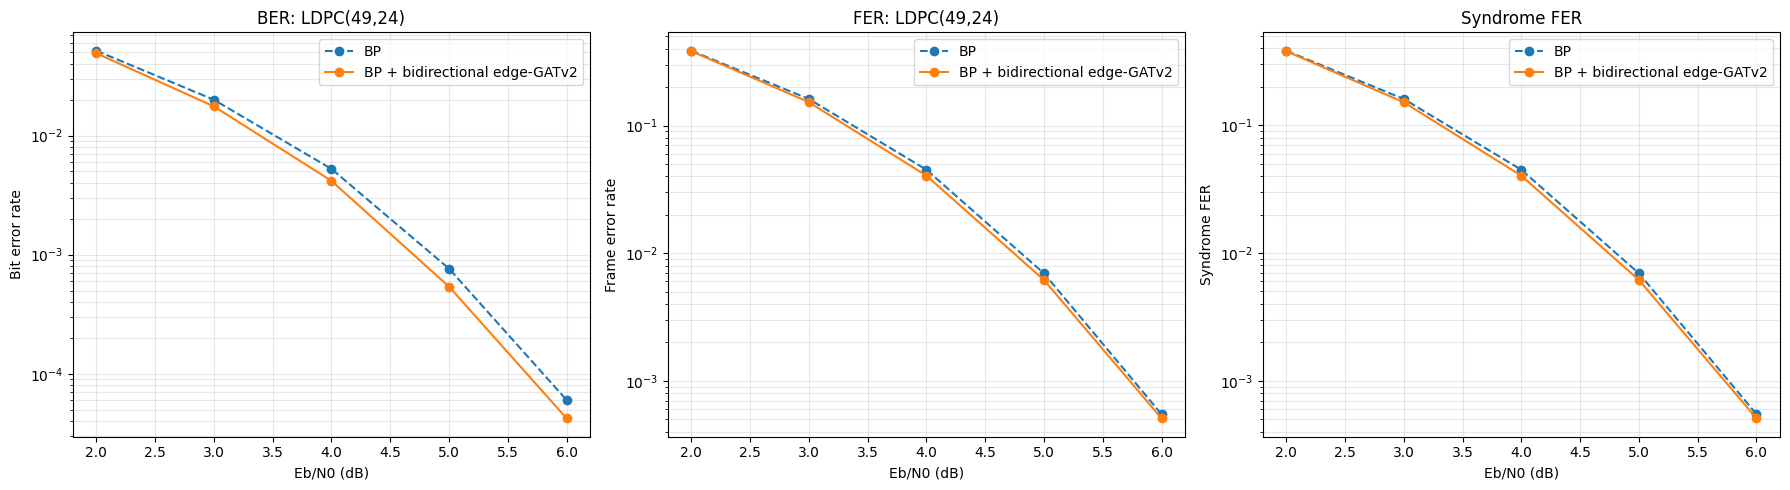 BER: LDPC(49,24)
BP
BP + bidirectional edge-GATv2
Bit error rate
10⁻²
10⁻³
10⁻⁴
2.0 2.5 3.0 3.5 4.0 4.5 5.0 5.5 6.0
Eb/N0 (dB)
FER: LDPC(49,24)
BP
BP + bidirectional edge-GATv2
Frame error rate
10⁻¹
10⁻²
10⁻³
2.0 2.5 3.0 3.5 4.0 4.5 5.0 5.5 6.0
Eb/N0 (dB)
Syndrome FER
BP
BP + bidirectional edge-GATv2
Syndrome FER
10⁻¹
10⁻²
10⁻³
2.0 2.5 3.0 3.5 4.0 4.5 5.0 5.5 6.0
Eb/N0 (dB)